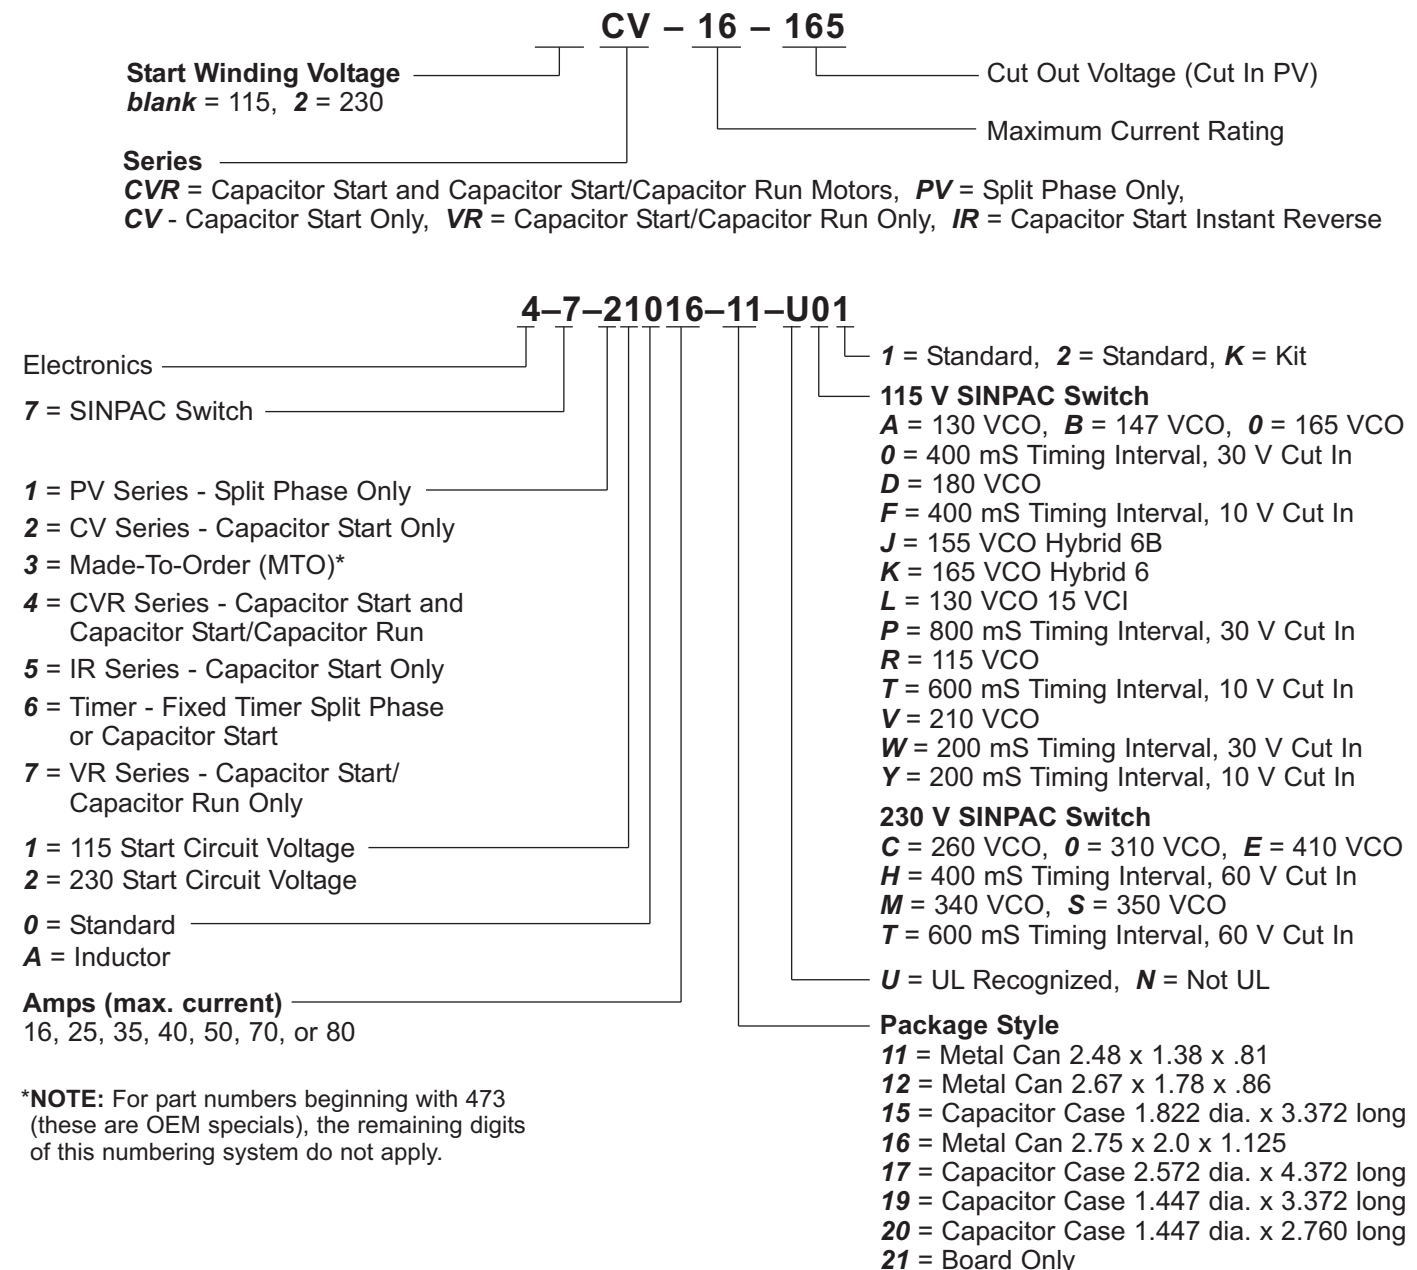 CV – 16 – 165
Start Winding Voltage
blank = 115, 2 = 230
Cut Out Voltage (Cut In PV)
Maximum Current Rating
Series
CVR = Capacitor Start and Capacitor Start/Capacitor Run Motors, PV = Split Phase Only,
CV - Capacitor Start Only, VR = Capacitor Start/Capacitor Run Only, IR = Capacitor Start Instant Reverse
4–7–21016–11–U01
Electronics
7 = SINPAC Switch
1 = PV Series - Split Phase Only
2 = CV Series - Capacitor Start Only
3 = Made-To-Order (MTO)*
4 = CVR Series - Capacitor Start and
Capacitor Start/Capacitor Run
5 = IR Series - Capacitor Start Only
6 = Timer - Fixed Timer Split Phase
or Capacitor Start
7 = VR Series - Capacitor Start/
Capacitor Run Only
1 = 115 Start Circuit Voltage
2 = 230 Start Circuit Voltage
0 = Standard
A = Inductor
Amps (max. current)
16, 25, 35, 40, 50, 70, or 80
*NOTE: For part numbers beginning with 473
(these are OEM specials), the remaining digits
of this numbering system do not apply.
1 = Standard, 2 = Standard, K = Kit
115 V SINPAC Switch
A = 130 VCO, B = 147 VCO, 0 = 165 VCO
0 = 400 mS Timing Interval, 30 V Cut In
D = 180 VCO
F = 400 mS Timing Interval, 10 V Cut In
J = 155 VCO Hybrid 6B
K = 165 VCO Hybrid 6
L = 130 VCO 15 VCI
P = 800 mS Timing Interval, 30 V Cut In
R = 115 VCO
T = 600 mS Timing Interval, 10 V Cut In
V = 210 VCO
W = 200 mS Timing Interval, 30 V Cut In
Y = 200 mS Timing Interval, 10 V Cut In
230 V SINPAC Switch
C = 260 VCO, 0 = 310 VCO, E = 410 VCO
H = 400 mS Timing Interval, 60 V Cut In
M = 340 VCO, S = 350 VCO
T = 600 mS Timing Interval, 60 V Cut In
U = UL Recognized, N = Not UL
Package Style
11 = Metal Can 2.48 x 1.38 x .81
12 = Metal Can 2.67 x 1.78 x .86
15 = Capacitor Case 1.822 dia. x 3.372 long
16 = Metal Can 2.75 x 2.0 x 1.125
17 = Capacitor Case 2.572 dia. x 4.372 long
19 = Capacitor Case 1.447 dia. x 3.372 long
20 = Capacitor Case 1.447 dia. x 2.760 long
21 = Board Only